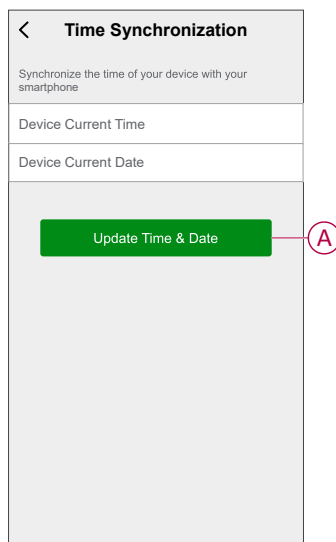 Time Synchronization
Synchronize the time of your device with your
smartphone
Device Current Time
Device Current Date
Update Time & Date
A